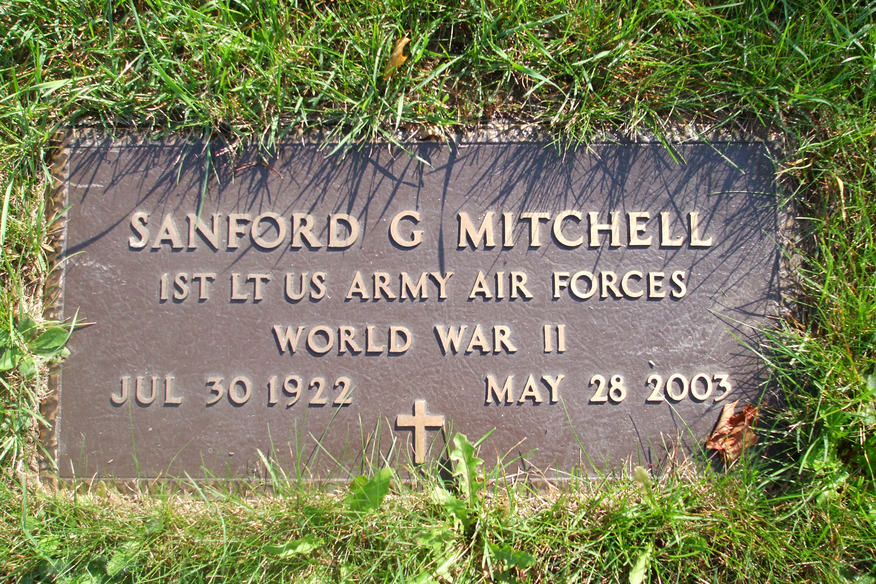 SANFORD G MITCHELL
1ST LT US ARMY AIR FORCES
WORLD WAR II
JUL 30 1922 MAY 28 2003